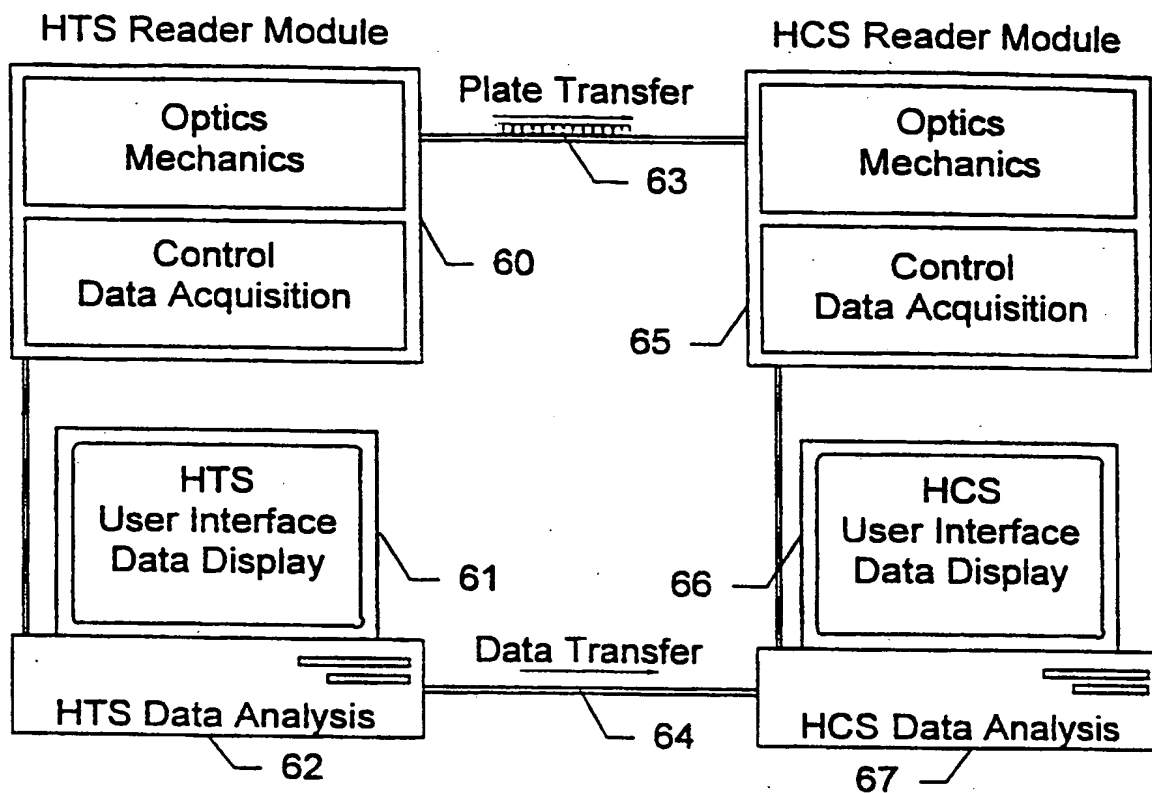 HTS Reader Module
HCS Reader Module
Optics
Mechanics
Plate Transfer
Optics
Mechanics
63
Control
Data Acquisition
60
Control
Data Acquisition
65
HTS
User Interface
Data Display
61
HCS
User Interface
Data Display
66
Data Transfer
HTS Data Analysis
64
HCS Data Analysis
62
67